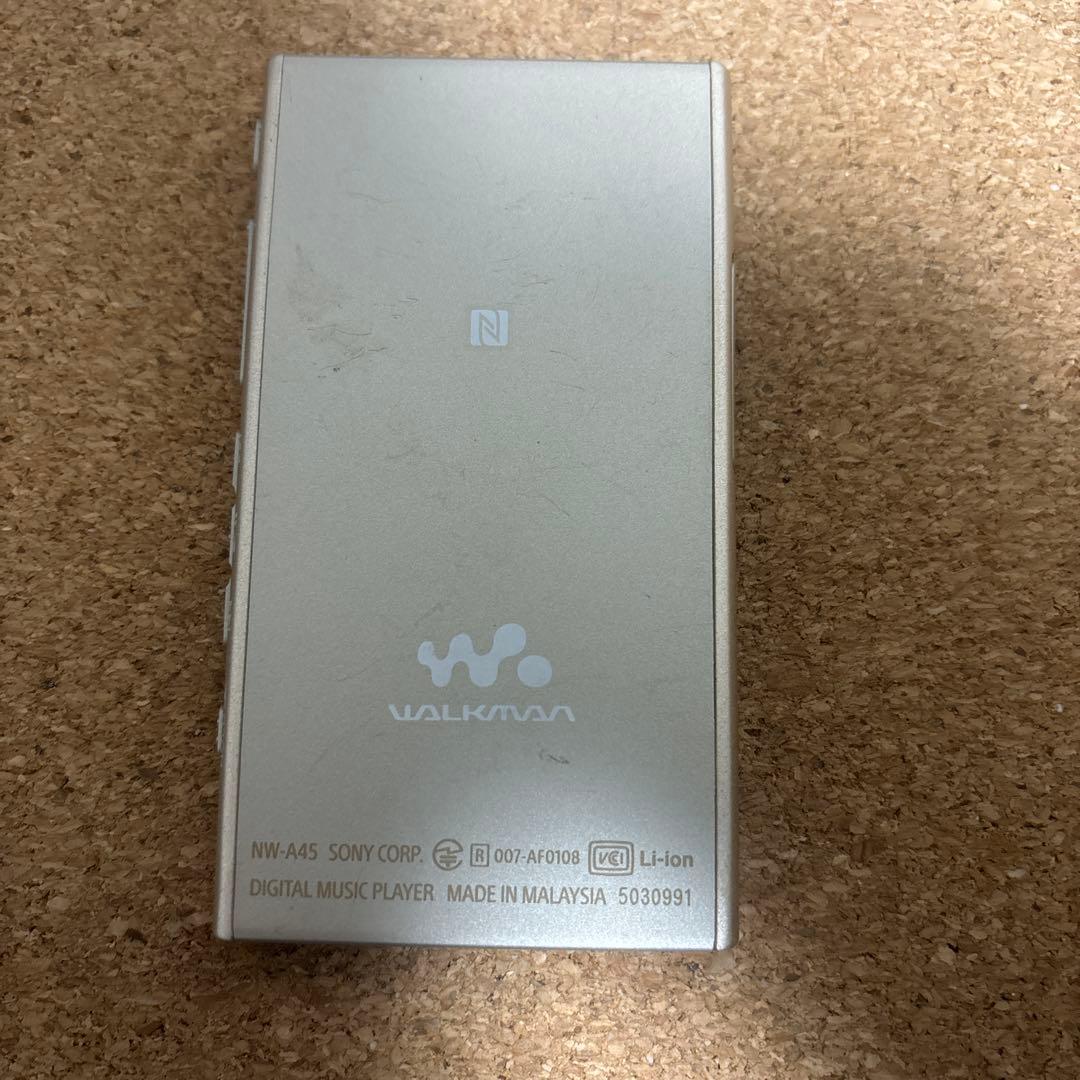 N
WALKMAN
NW-A45 SONY CORP. R 007-AF0108 VCI Li-ion
DIGITAL MUSIC PLAYER MADE IN MALAYSIA 5030991